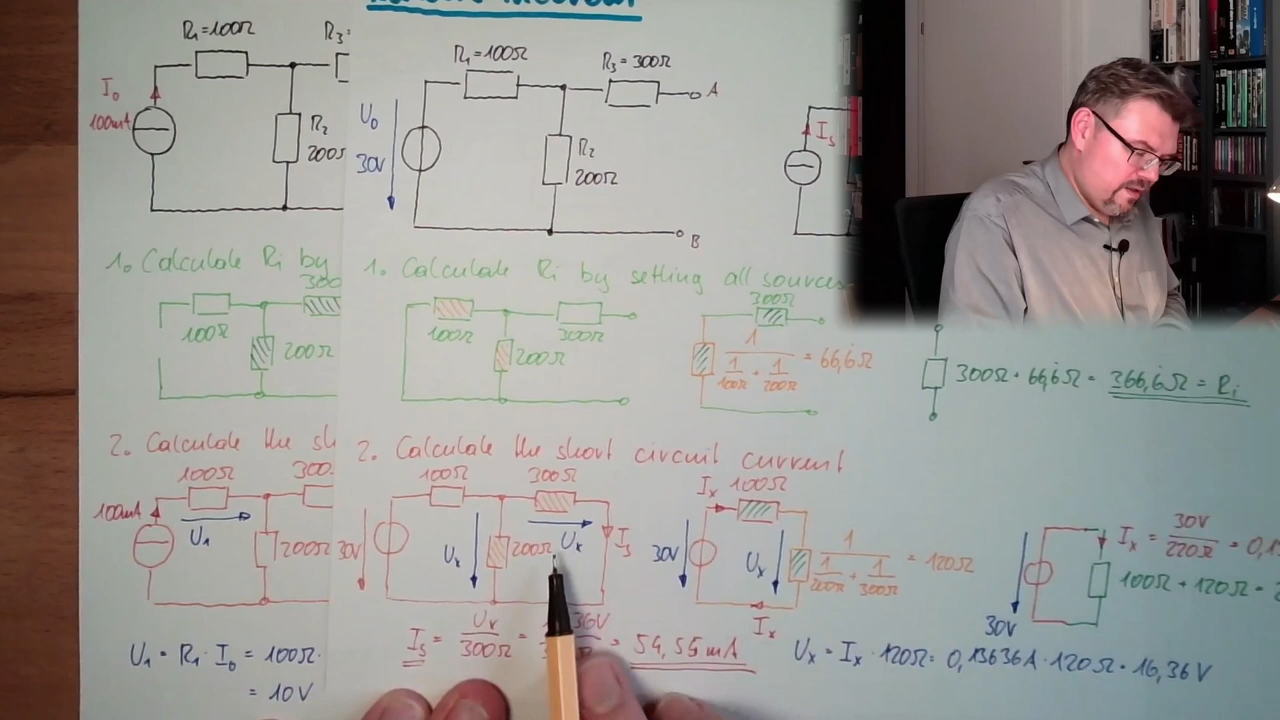 R₁=100Ω
R₃
I₀
100mA
R₂
200Ω
R₁=100Ω
R₃=300Ω
A
U₀
30V
R₂
200Ω
B
Iₛ
1. Calculate Ri by
300
100Ω
200Ω
1. Calculate Ri by setting all sources
100Ω
300Ω
200Ω
300Ω
1
1/100Ω + 1/200Ω
= 66,6Ω
300Ω + 66,6Ω = 366,6Ω = Ri
2. Calculate the sh
100Ω
300
100mA
U₁
200Ω
U₁ = R₁ · I₀ = 100Ω·
= 10V
2. Calculate the short circuit current
100Ω
300Ω
30V
Uₓ
200Ω
Uₓ
Iₛ
Iₛ = Uₓ/300Ω = 36V = 54,55mA
Iₓ 100Ω
30V
Uₓ
1
1/200Ω + 1/300Ω
= 120Ω
Iₓ
30V
Iₓ = 30V/220Ω = 0,1
100Ω + 120Ω =
Uₓ = Iₓ · 120Ω = 0,13636A · 120Ω = 16,36V